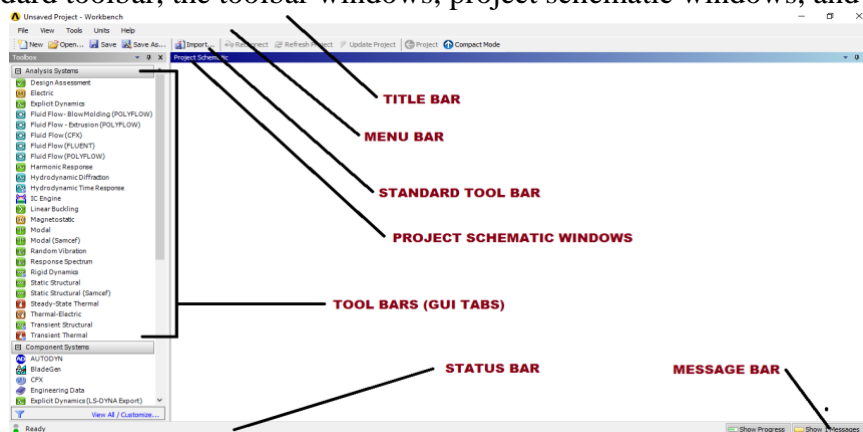 dard toolbar, the toolbar windows, project schematic windows, and
Unsaved Project - Workbench
File View Tools Units Help
New Open... Save Save As... Import... Reconnect Refresh Project Update Project Project Compact Mode
Toolbox
Project Schematic
Analysis Systems
Design Assessment
Electric
Explicit Dynamics
Fluid Flow- BlowMolding (POLYFLOW)
Fluid Flow - Extrusion (POLYFLOW)
Fluid Flow (CFX)
Fluid Flow (FLUENT)
Fluid Flow (POLYFLOW)
Harmonic Response
Hydrodynamic Diffraction
Hydrodynamic Time Response
IC Engine
Linear Buckling
Magnetostatic
Modal
Modal (Samcef)
Random Vibration
Response Spectrum
Rigid Dynamics
Static Structural
Static Structural (Samcef)
Steady-State Thermal
Thermal-Electric
Transient Structural
Transient Thermal
Component Systems
AUTODYN
BladeGen
CFX
Engineering Data
Explicit Dynamics (LS-DYNA Export)
View All / Customize...
TITLE BAR
MENU BAR
STANDARD TOOL BAR
PROJECT SCHEMATIC WINDOWS
TOOL BARS (GUI TABS)
STATUS BAR
MESSAGE BAR
Ready
Show Progress Show 1 Messages